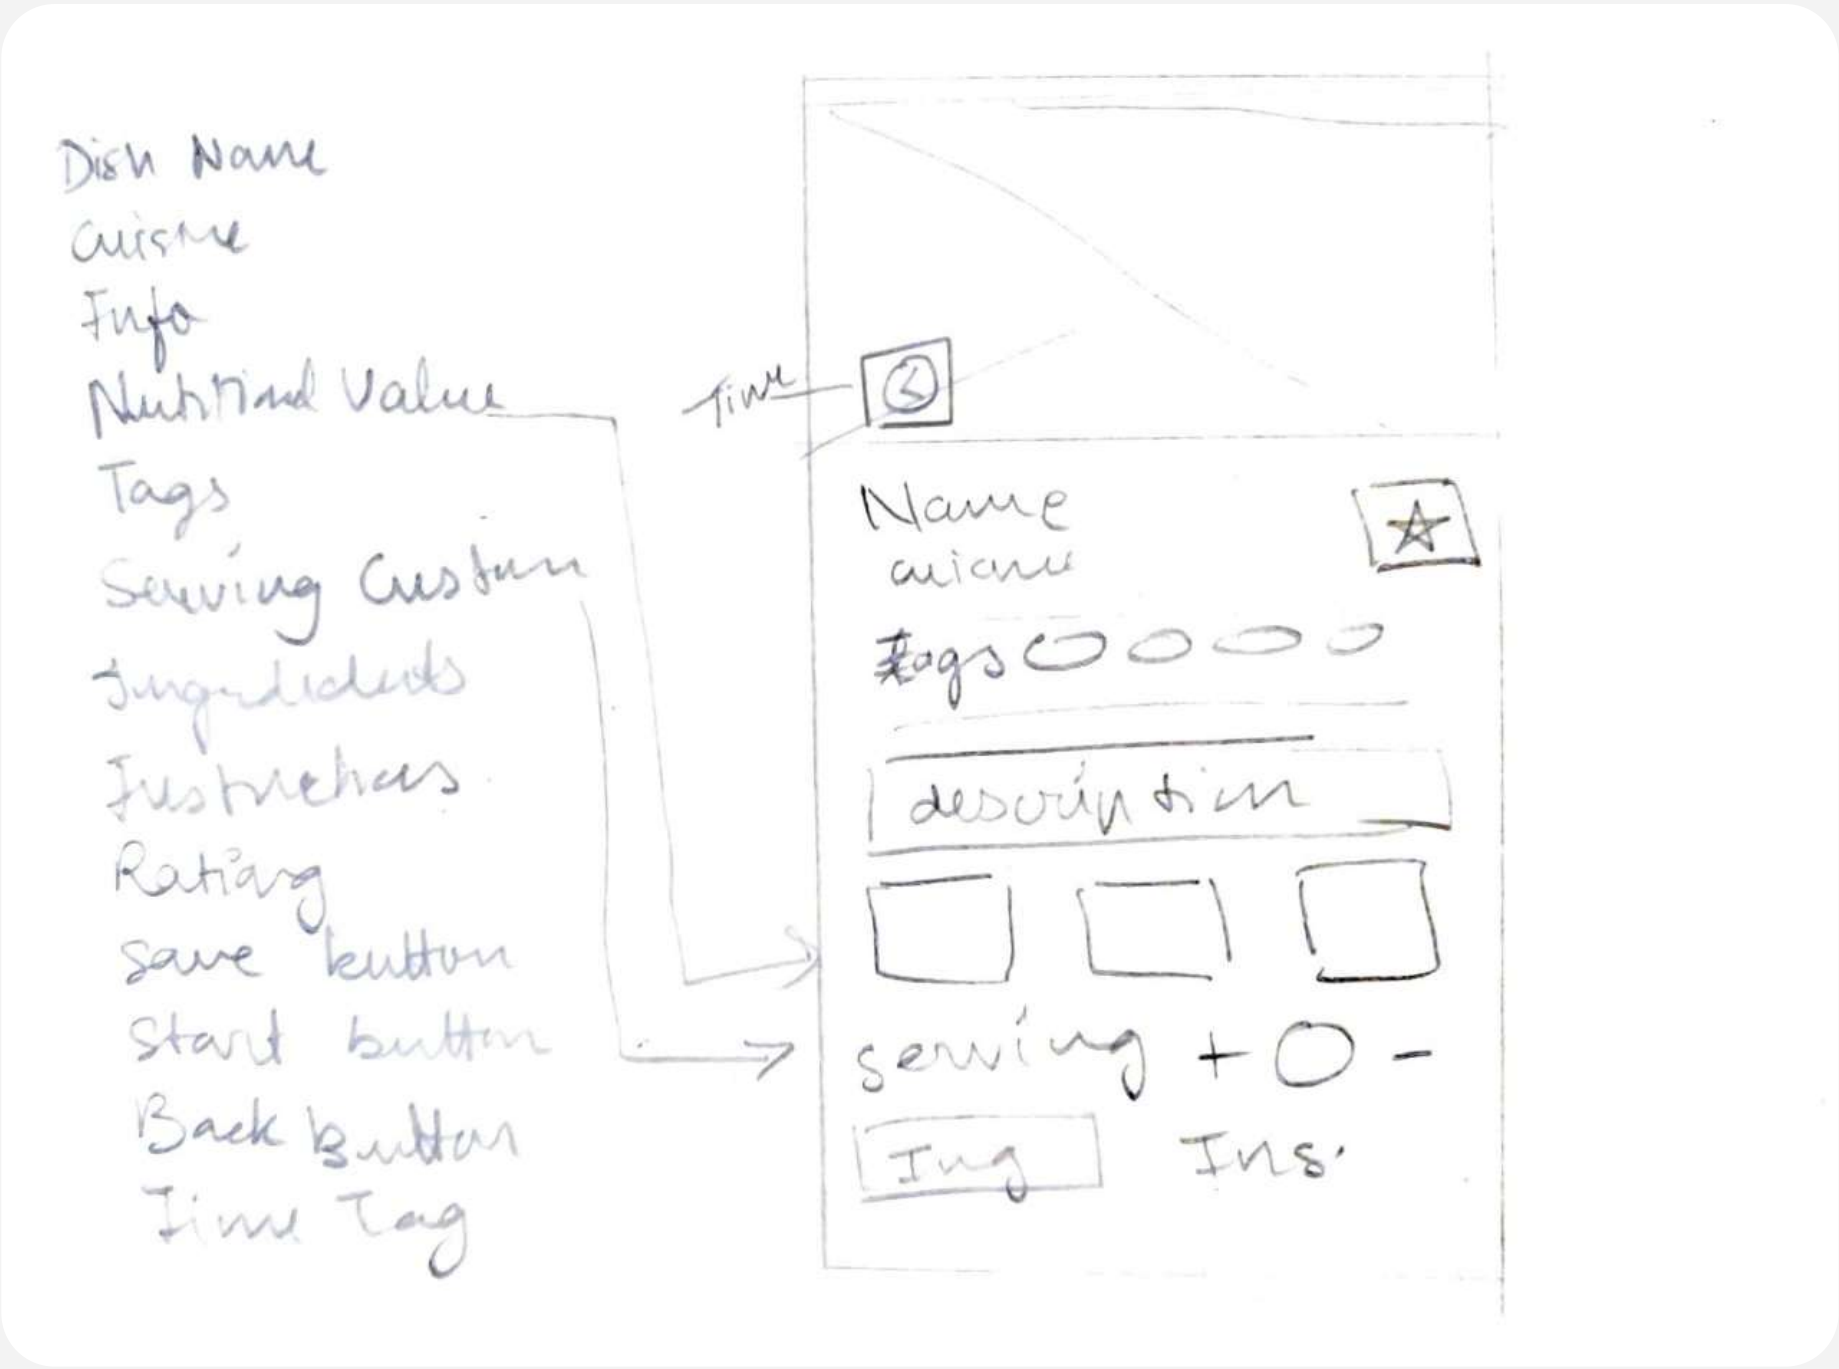 Dish Name
Cuisine
Info
Nutritional Value
Tags
Serving Custom
Ingredients
Instructions
Rating
save button
Start button
Back Button
Time Tag
Time
Name
cuisine
tags
description
serving + -
Ing Ins.